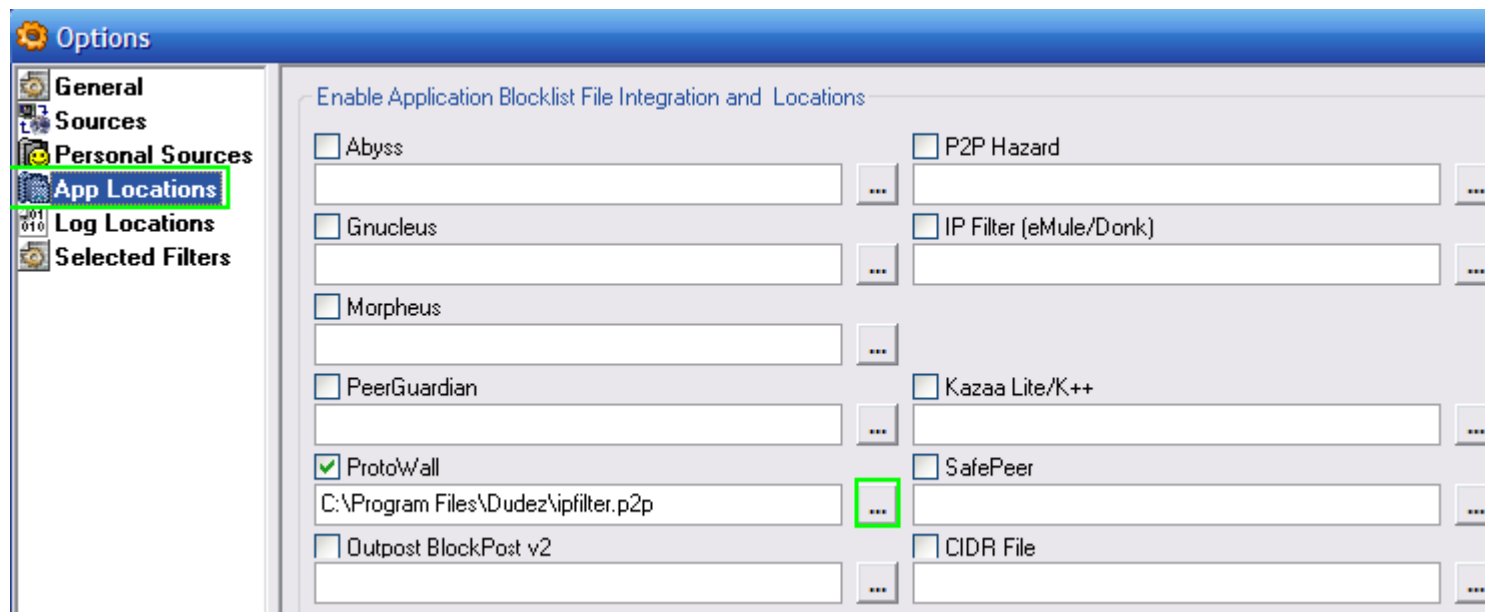 Options
General
Sources
Personal Sources
App Locations
Log Locations
Selected Filters
Enable Application Blocklist File Integration and Locations
Abyss
P2P Hazard
...
...
Gnucleus
IP Filter (eMule/Donk)
...
...
Morpheus
...
PeerGuardian
Kazaa Lite/K++
...
...
ProtoWall
SafePeer
C:\Program Files\Dudez\ipfilter.p2p
...
...
Outpost BlockPost v2
CIDR File
...
...